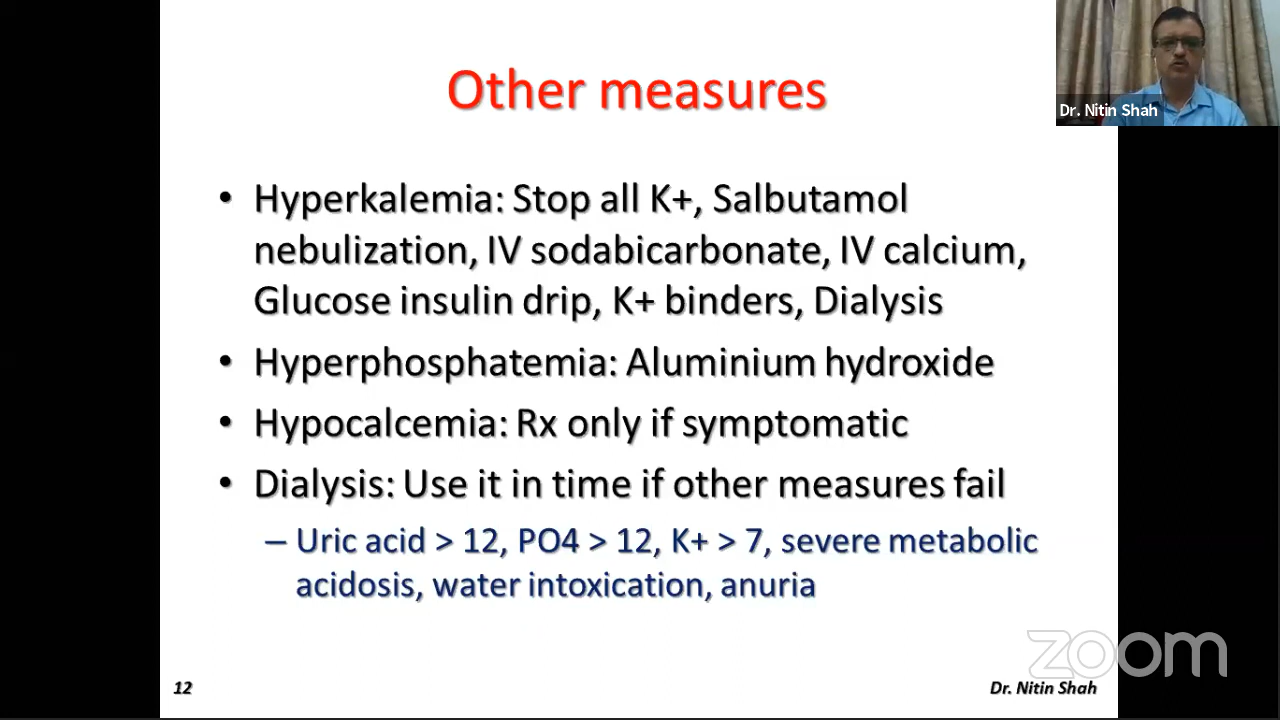 Other measures
Dr. Nitin Shah
• Hyperkalemia: Stop all K+, Salbutamol
nebulization, IV sodabicarbonate, IV calcium,
Glucose insulin drip, K+ binders, Dialysis
• Hyperphosphatemia: Aluminium hydroxide
• Hypocalcemia: Rx only if symptomatic
• Dialysis: Use it in time if other measures fail
– Uric acid > 12, PO4 > 12, K+ > 7, severe metabolic
acidosis, water intoxication, anuria
zoom
12
Dr. Nitin Shah